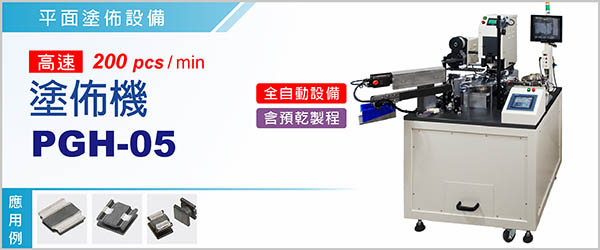 平面塗佈設備
高速 200 pcs / min
塗佈機
PGH-05
全自動設備
含預乾製程
應用例